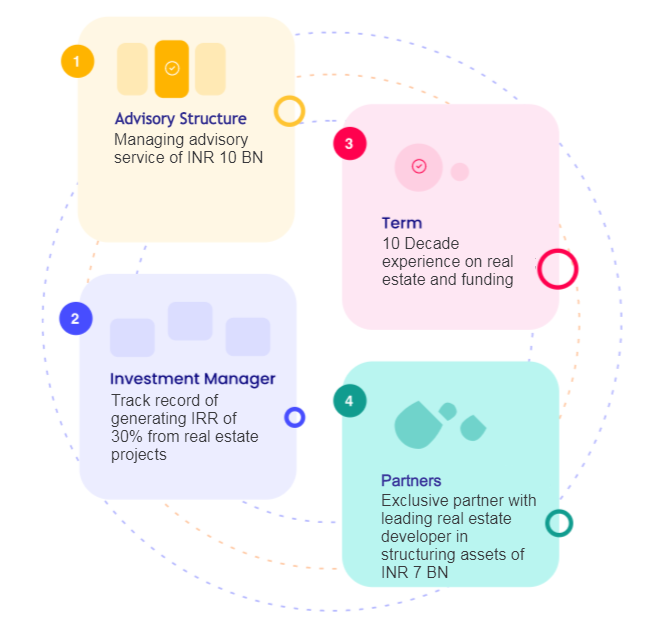 1
Advisory Structure
Managing advisory
service of INR 10 BN
2
Investment Manager
Track record of
generating IRR of
30% from real estate
projects
3
Term
10 Decade
experience on real
estate and funding
4
Partners
Exclusive partner with
leading real estate
developer in
structuring assets of
INR 7 BN